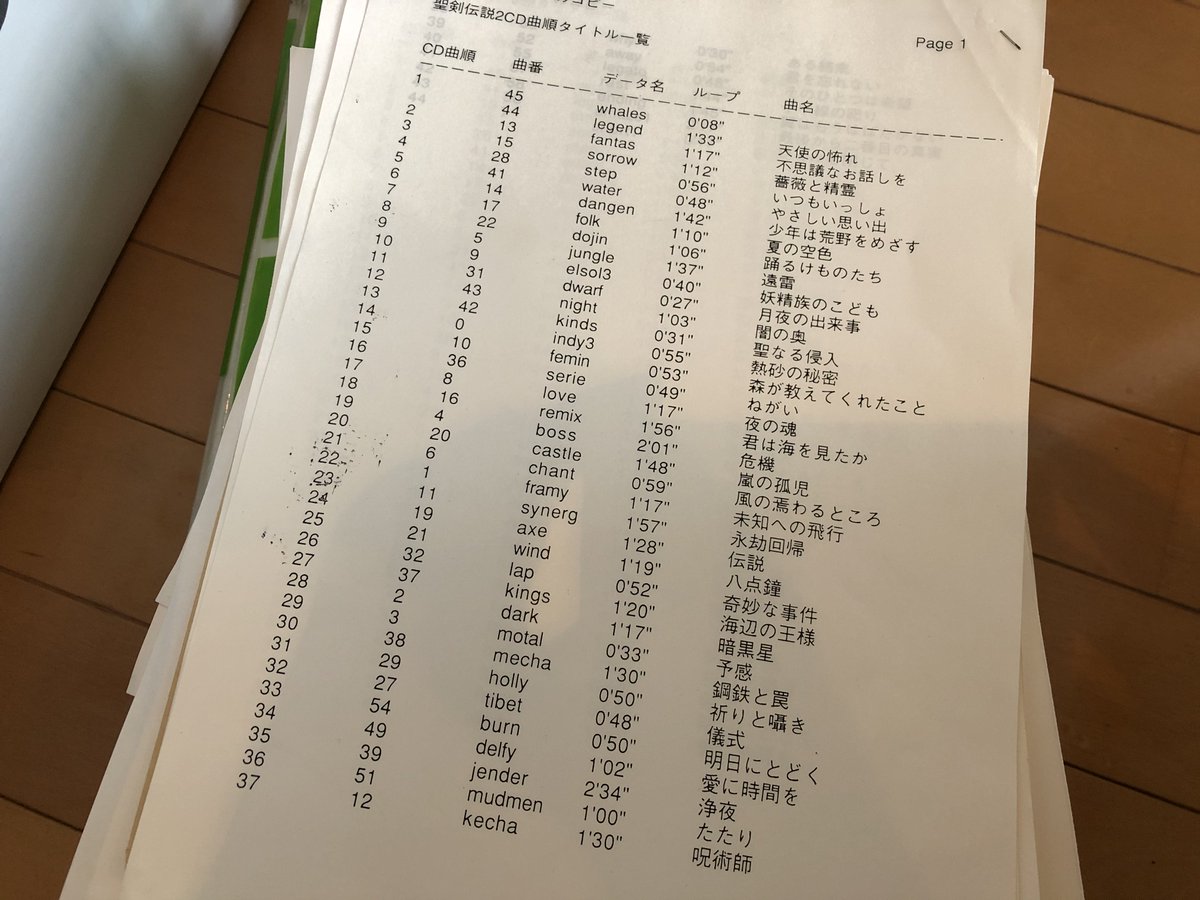 コピー
聖剣伝説2CD曲順タイトル一覧 Page 1
CD曲順 曲番 データ名 ループ 曲名
1 45 whales 0'08"
44 legend 1'33" 天使の怖れ
2 13 fantas 1'17" 不思議なお話しを
3 15 sorrow 1'12" 薔薇と精霊
4 28 step 0'56" いつもいっしょ
5 41 water 0'48" やさしい思い出
6 14 dangen 1'42" 少年は荒野をめざす
7 17 folk 1'10" 夏の空色
8 22 dojin 1'06" 踊るけものたち
9 5 jungle 1'37" 遠雷
10 9 elsol3 0'40" 妖精族のこども
11 31 dwarf 0'27" 月夜の出来事
12 43 night 1'03" 闇の奥
13 42 kinds 0'31" 聖なる侵入
14 0 indy3 0'55" 熱砂の秘密
15 10 femin 0'53" 森が教えてくれたこと
16 36 serie 0'49" ねがい
17 8 love 1'17" 夜の魂
18 16 remix 1'56" 君は海を見たか
19 4 boss 2'01" 危機
20 20 castle 1'48" 嵐の孤児
21 6 chant 0'59" 風の焉わるところ
22 1 framy 1'17" 未知への飛行
23 11 synerg 1'57" 永劫回帰
24 19 axe 1'28" 伝説
25 21 wind 1'19" 八点鐘
26 32 lap 0'52" 奇妙な事件
27 37 kings 1'20" 海辺の王様
28 2 dark 1'17" 暗黒星
29 3 motal 0'33" 予感
30 38 mecha 1'30" 鋼鉄と罠
31 29 holly 0'50" 祈りと囁き
32 27 tibet 0'48" 儀式
33 54 burn 0'50" 明日にとどく
34 49 delfy 1'02" 愛に時間を
35 39 jender 2'34" 浄夜
36 51 mudmen 1'00" たたり
37 12 kecha 1'30" 呪術師